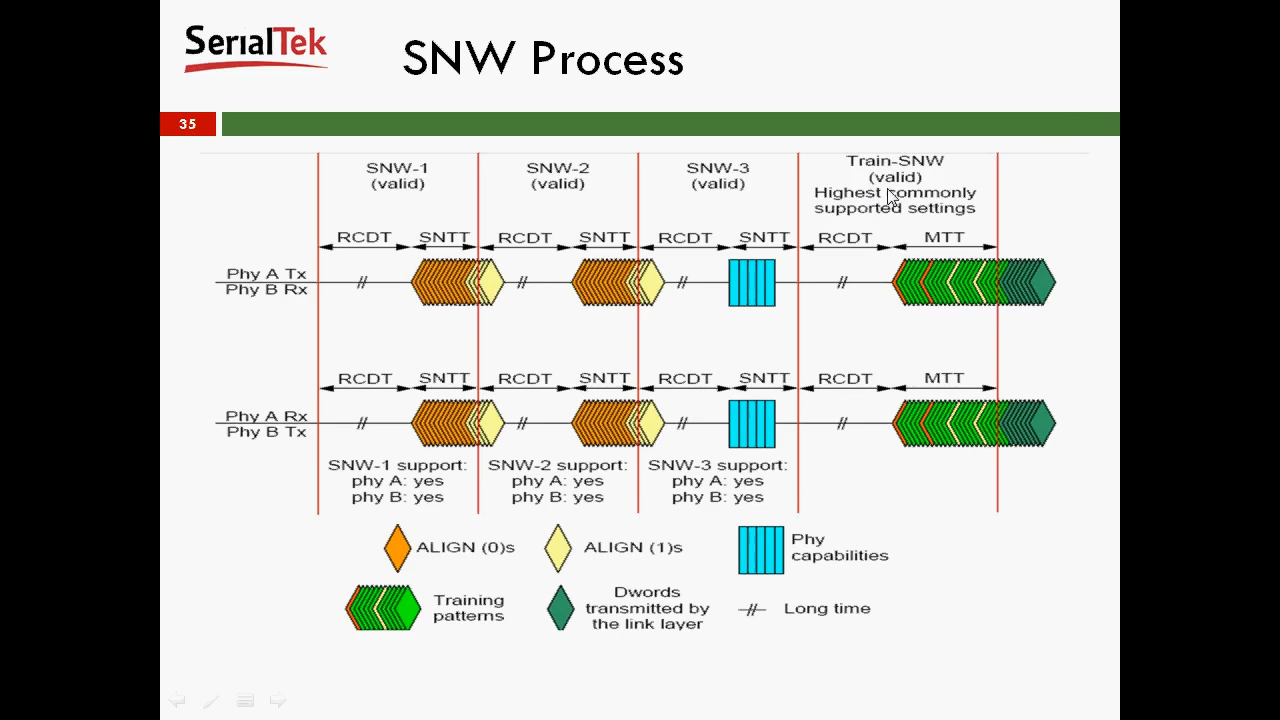 SerialTek
SNW Process
35
SNW-1
(valid)
SNW-2
(valid)
SNW-3
(valid)
Train-SNW
(valid)
Highest commonly
supported settings
RCDT SNTT RCDT SNTT RCDT SNTT RCDT MTT
Phy A Tx
Phy B Rx
RCDT SNTT RCDT SNTT RCDT SNTT RCDT MTT
Phy A Rx
Phy B Tx
SNW-1 support:
phy A: yes
phy B: yes
SNW-2 support:
phy A: yes
phy B: yes
SNW-3 support:
phy A: yes
phy B: yes
ALIGN (0)s
ALIGN (1)s
Phy
capabilities
Training
patterns
Dwords
transmitted by
the link layer
Long time